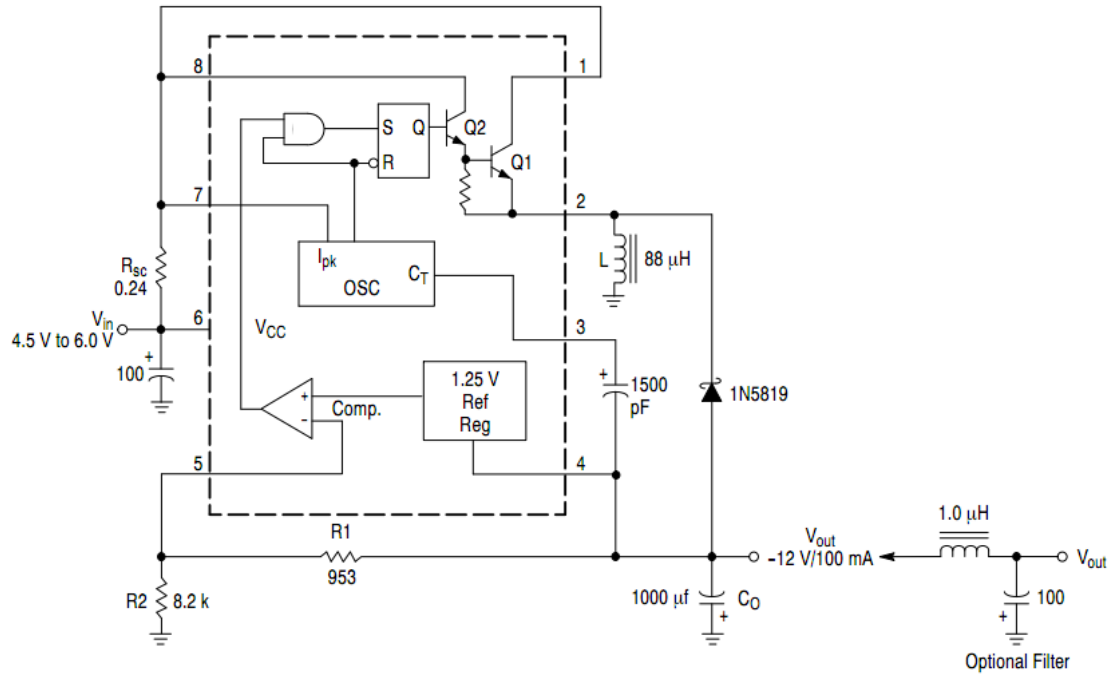 8
1
S Q
Q2
R
Q1
7
2
Ipk
CT
OSC
L
88 µH
Rsc
0.24
Vin
4.5 V to 6.0 V
6
VCC
3
+
100
+
1500
pF
1N5819
1.25 V
Ref
Reg
+
Comp.
−
5
4
R1
953
Vout
−12 V/100 mA
1.0 µH
Vout
R2
8.2 k
1000 µf
CO
+
100
+
Optional Filter